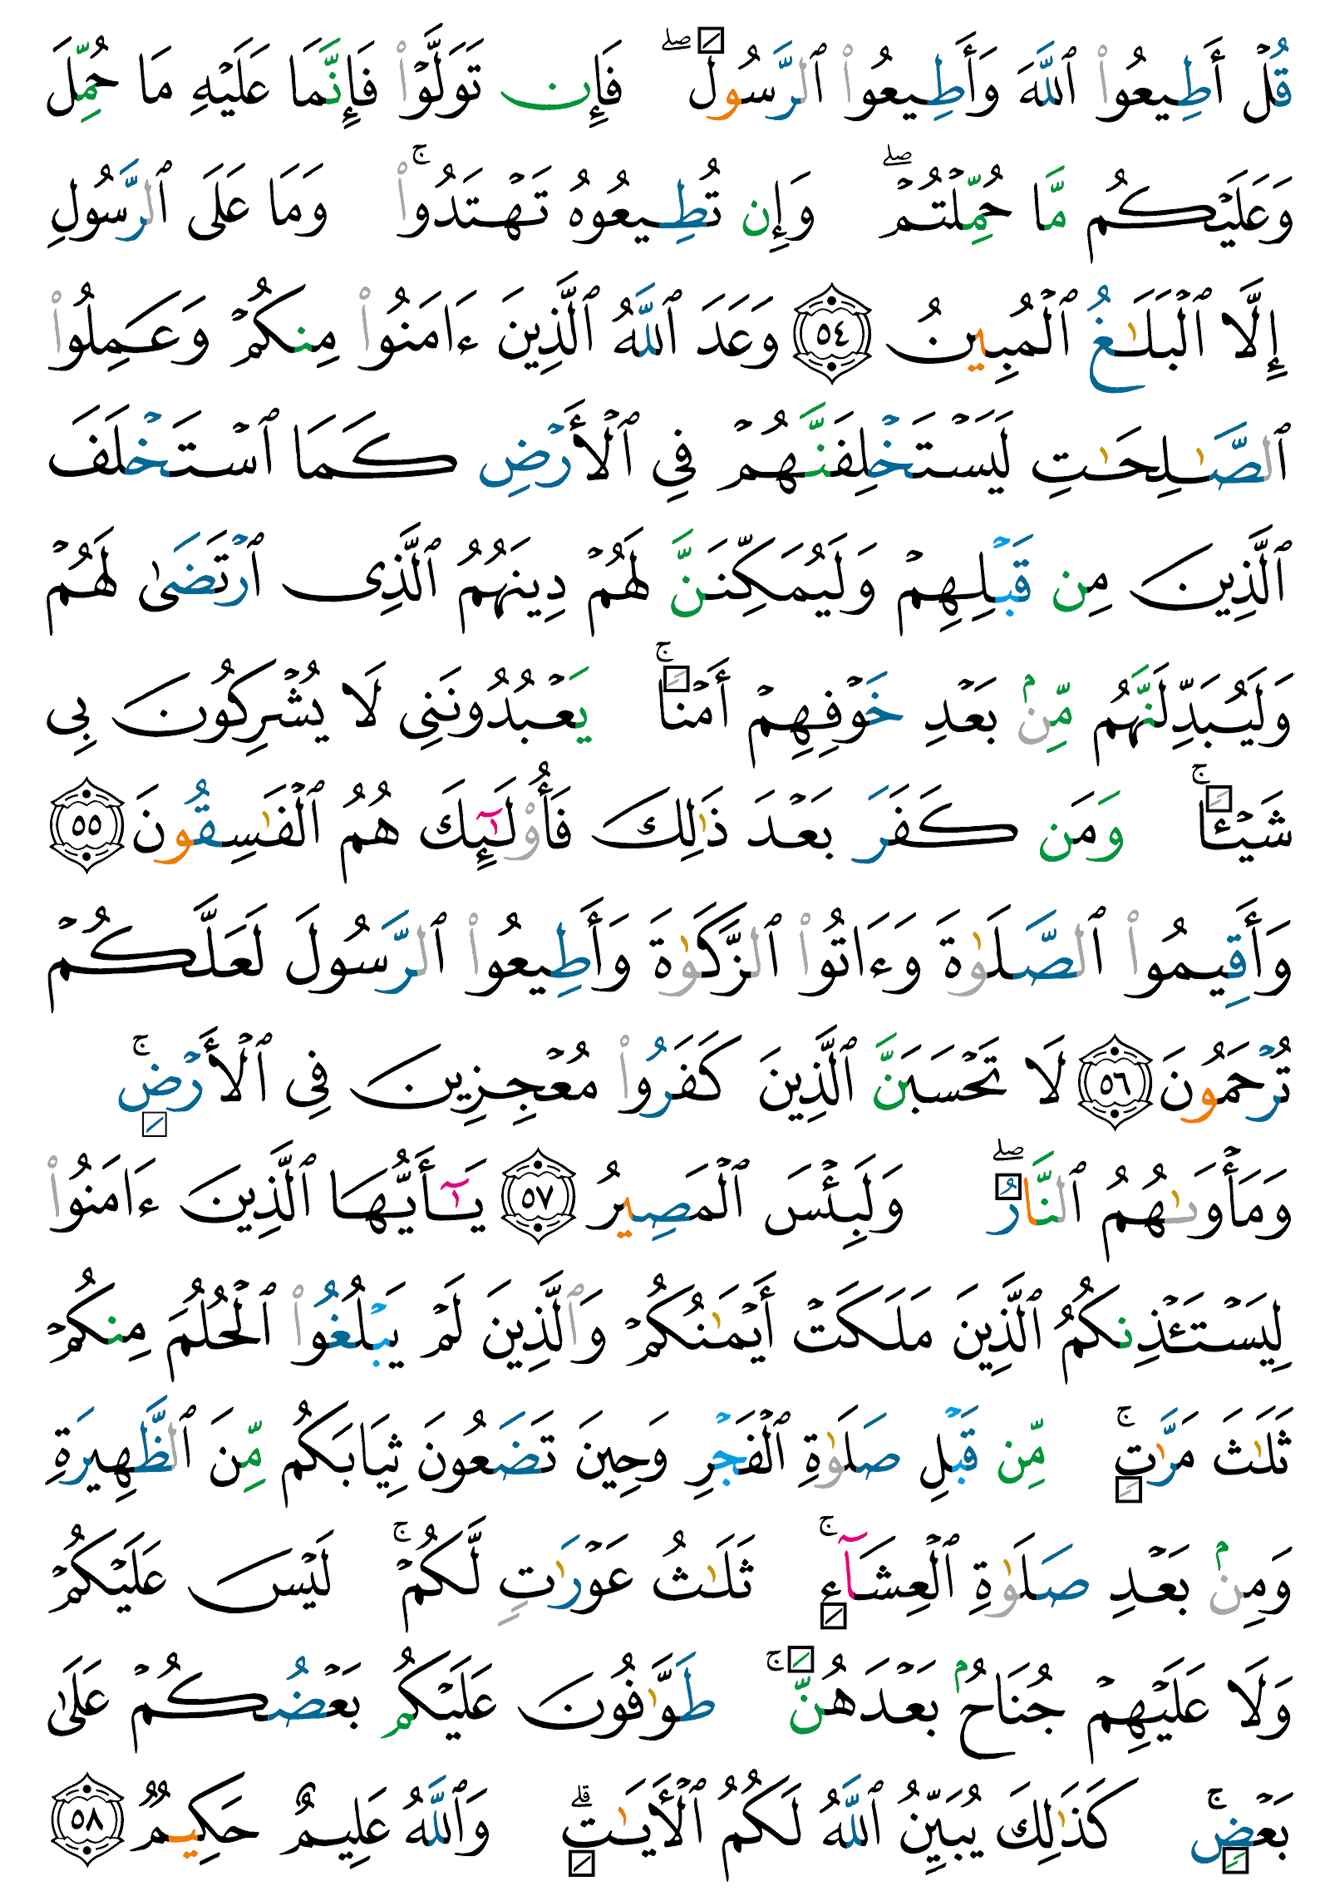 قُلْ أَطِيعُوا۟ ٱللَّهَ وَأَطِيعُوا۟ ٱلرَّسُولَ ۖ فَإِن تَوَلَّوْا۟ فَإِنَّمَا عَلَيْهِ مَا حُمِّلَ
وَعَلَيْكُم مَّا حُمِّلْتُمْ ۖ وَإِن تُطِيعُوهُ تَهْتَدُوا۟ ۚ وَمَا عَلَى ٱلرَّسُولِ
إِلَّا ٱلْبَلَـٰغُ ٱلْمُبِينُ ٥٤ وَعَدَ ٱللَّهُ ٱلَّذِينَ ءَامَنُوا۟ مِنكُمْ وَعَمِلُوا۟
ٱلصَّـٰلِحَـٰتِ لَيَسْتَخْلِفَنَّهُمْ فِى ٱلْأَرْضِ كَمَا ٱسْتَخْلَفَ
ٱلَّذِينَ مِن قَبْلِهِمْ وَلَيُمَكِّنَنَّ لَهُمْ دِينَهُمُ ٱلَّذِى ٱرْتَضَىٰ لَهُمْ
وَلَيُبَدِّلَنَّهُم مِّنۢ بَعْدِ خَوْفِهِمْ أَمْنًا ۚ يَعْبُدُونَنِى لَا يُشْرِكُونَ بِى
شَيْـًٔا ۚ وَمَن كَفَرَ بَعْدَ ذَٰلِكَ فَأُو۟لَـٰٓئِكَ هُمُ ٱلْفَـٰسِقُونَ ٥٥
وَأَقِيمُوا۟ ٱلصَّلَوٰةَ وَءَاتُوا۟ ٱلزَّكَوٰةَ وَأَطِيعُوا۟ ٱلرَّسُولَ لَعَلَّكُمْ
تُرْحَمُونَ ٥٦ لَا تَحْسَبَنَّ ٱلَّذِينَ كَفَرُوا۟ مُعْجِزِينَ فِى ٱلْأَرْضِ ۚ
وَمَأْوَىٰهُمُ ٱلنَّارُ ۖ وَلَبِئْسَ ٱلْمَصِيرُ ٥٧ يَـٰٓأَيُّهَا ٱلَّذِينَ ءَامَنُوا۟
لِيَسْتَـْٔذِنكُمُ ٱلَّذِينَ مَلَكَتْ أَيْمَـٰنُكُمْ وَٱلَّذِينَ لَمْ يَبْلُغُوا۟ ٱلْحُلُمَ مِنكُمْ
ثَلَـٰثَ مَرَّٰتٍ ۚ مِّن قَبْلِ صَلَوٰةِ ٱلْفَجْرِ وَحِينَ تَضَعُونَ ثِيَابَكُم مِّنَ ٱلظَّهِيرَةِ
وَمِنۢ بَعْدِ صَلَوٰةِ ٱلْعِشَآءِ ۚ ثَلَـٰثُ عَوْرَٰتٍ لَّكُمْ ۚ لَيْسَ عَلَيْكُمْ
وَلَا عَلَيْهِمْ جُنَاحٌۢ بَعْدَهُنَّ ۚ طَوَّٰفُونَ عَلَيْكُم بَعْضُكُمْ عَلَىٰ
بَعْضٍ ۚ كَذَٰلِكَ يُبَيِّنُ ٱللَّهُ لَكُمُ ٱلْـَٔايَـٰتِ ۗ وَٱللَّهُ عَلِيمٌ حَكِيمٌ ٥٨